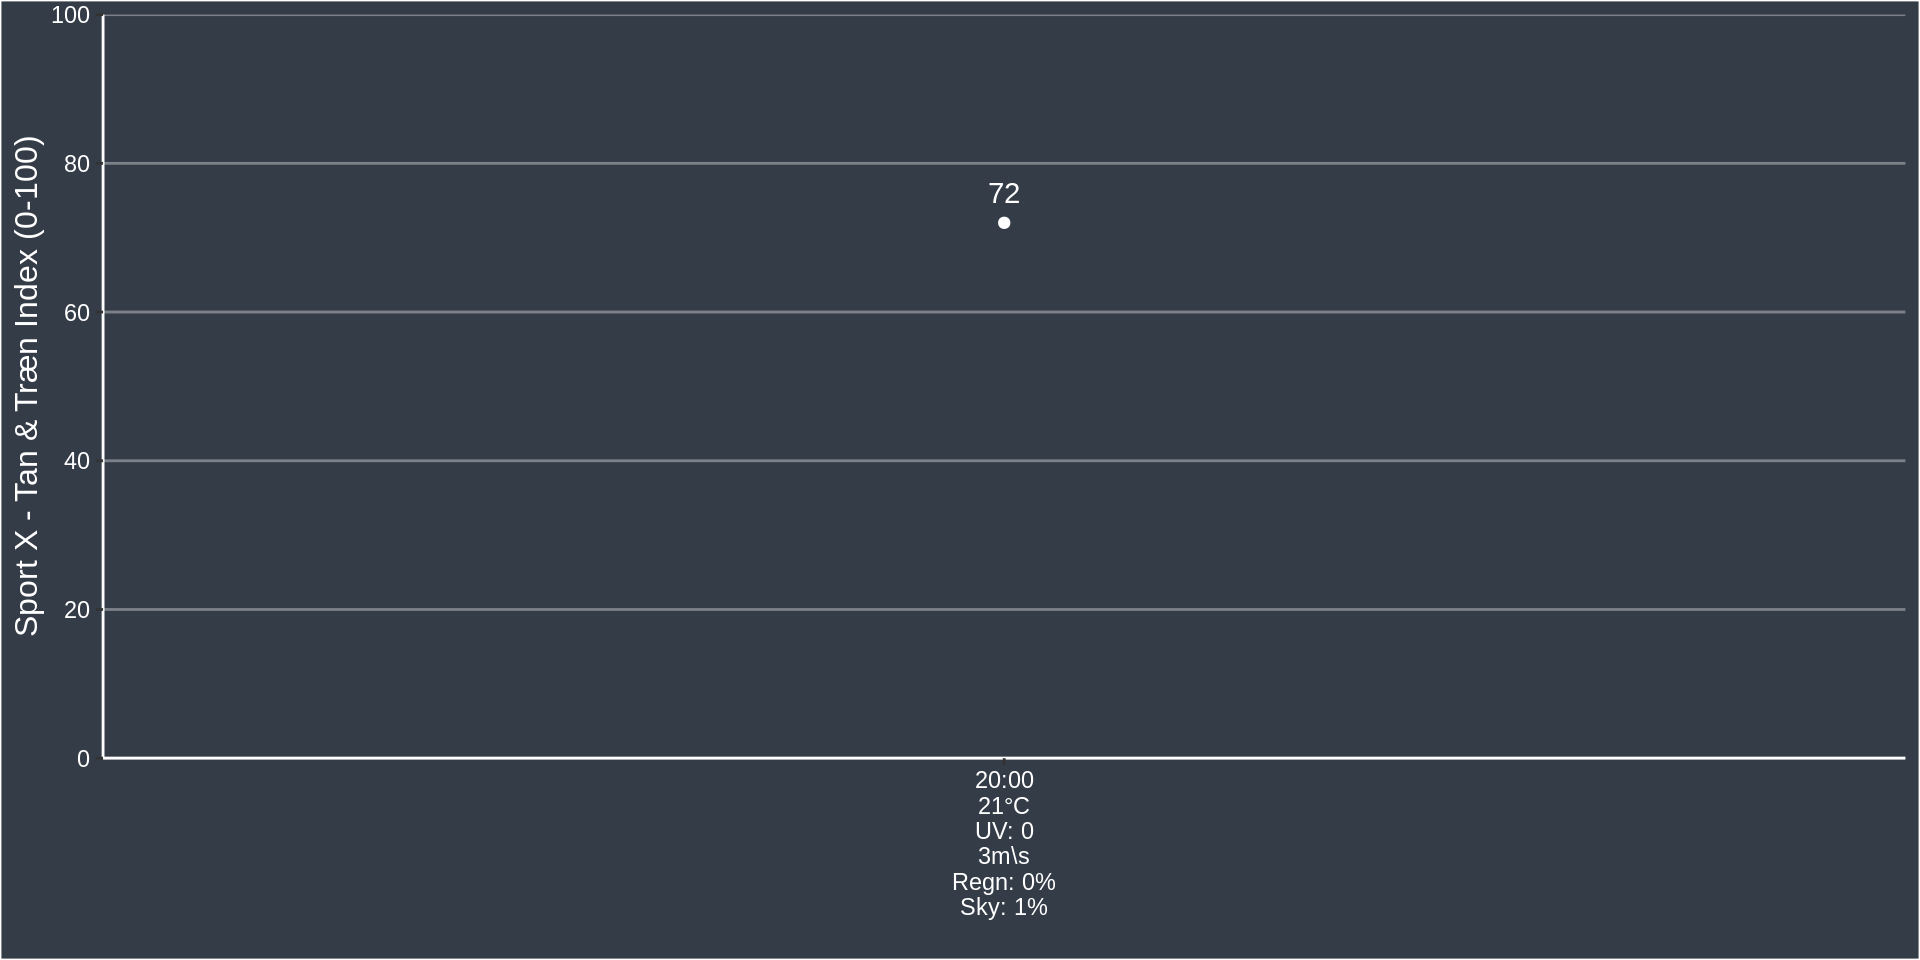 Sport X - Tan & Træn Index (0-100)
100
80
60
40
20
0
72
20:00
21°C
UV: 0
3m\s
Regn: 0%
Sky: 1%